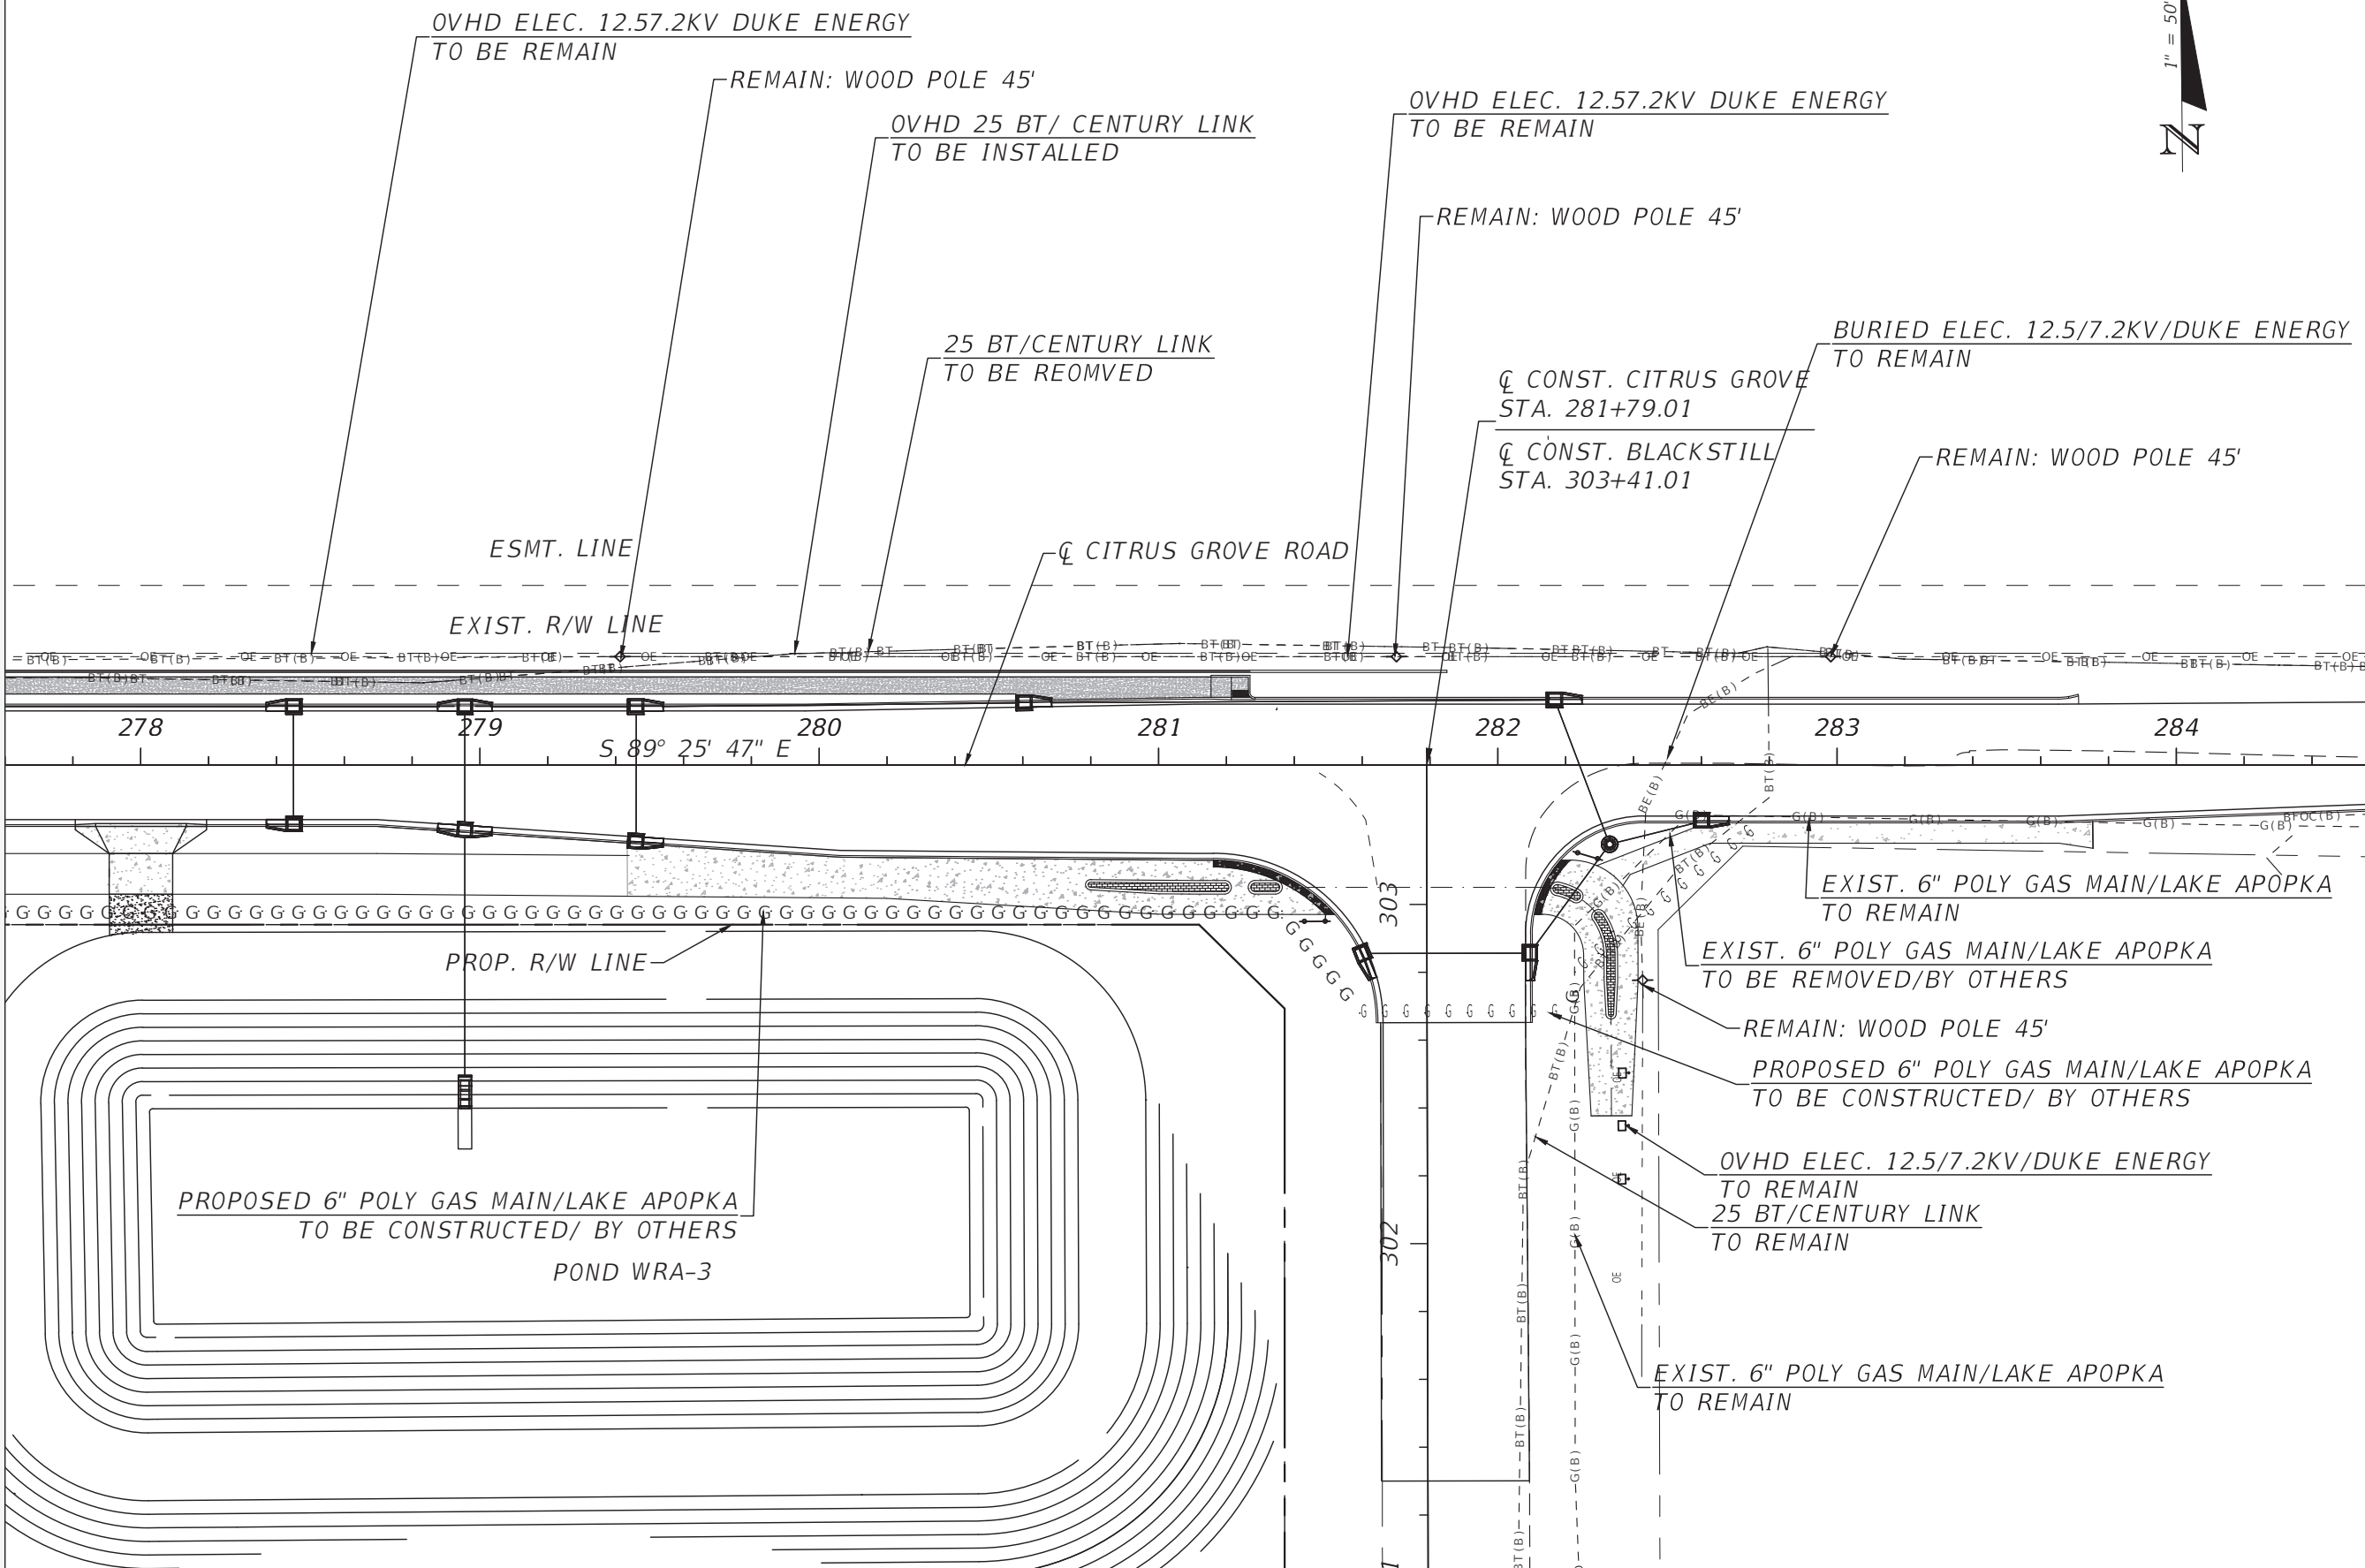 OVHD ELEC. 12.57.2KV DUKE ENERGY
TO BE REMAIN
REMAIN: WOOD POLE 45'
OVHD 25 BT/ CENTURY LINK
TO BE INSTALLED
OVHD ELEC. 12.57.2KV DUKE ENERGY
TO BE REMAIN
1" = 50'
N
REMAIN: WOOD POLE 45'
25 BT/CENTURY LINK
TO BE REOMVED
BURIED ELEC. 12.5/7.2KV/DUKE ENERGY
TO REMAIN
℄ CONST. CITRUS GROVE
STA. 281+79.01
℄ CONST. BLACKSTILL
STA. 303+41.01
REMAIN: WOOD POLE 45'
ESMT. LINE
℄ CITRUS GROVE ROAD
EXIST. R/W LINE
278 279 280 281 282 283 284
S 89° 25' 47" E
BE(B)
BE(B)
BT(B)
G(B) G(B) G(B) G(B) G(B) G(B)
BFOC(B)
303
EXIST. 6" POLY GAS MAIN/LAKE APOPKA
TO REMAIN
PROP. R/W LINE
EXIST. 6" POLY GAS MAIN/LAKE APOPKA
TO BE REMOVED/BY OTHERS
REMAIN: WOOD POLE 45'
PROPOSED 6" POLY GAS MAIN/LAKE APOPKA
TO BE CONSTRUCTED/ BY OTHERS
OVHD ELEC. 12.5/7.2KV/DUKE ENERGY
TO REMAIN
25 BT/CENTURY LINK
TO REMAIN
PROPOSED 6" POLY GAS MAIN/LAKE APOPKA
TO BE CONSTRUCTED/ BY OTHERS
POND WRA-3
302
EXIST. 6" POLY GAS MAIN/LAKE APOPKA
TO REMAIN